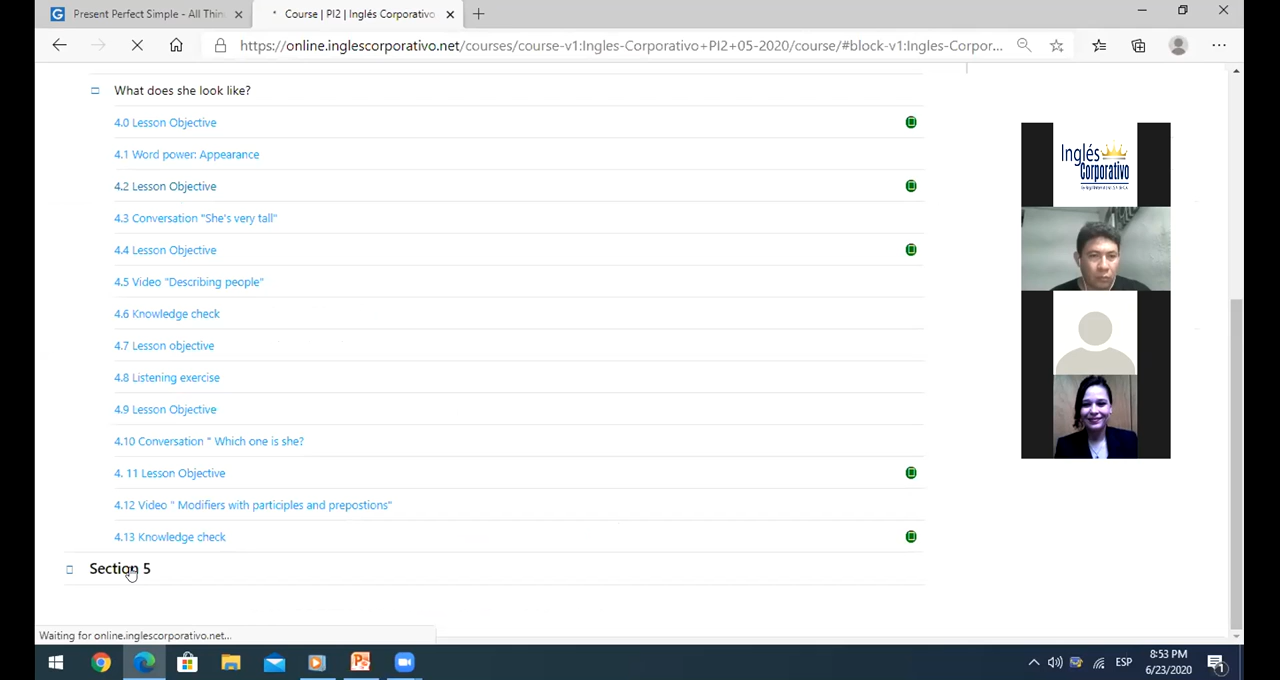 Present Perfect Simple - All Thin
Course | PI2 | Inglés Corporativo
https://online.inglescorporativo.net/courses/course-v1:Ingles-Corporativo+PI2+05-2020/course/#block-v1:Ingles-Corpor...
What does she look like?
4.0 Lesson Objective
4.1 Word power: Appearance
4.2 Lesson Objective
4.3 Conversation "She's very tall"
4.4 Lesson Objective
4.5 Video "Describing people"
4.6 Knowledge check
4.7 Lesson objective
4.8 Listening exercise
4.9 Lesson Objective
4.10 Conversation " Which one is she?
4. 11 Lesson Objective
4.12 Video " Modifiers with participles and prepostions"
4.13 Knowledge check
Section 5
Inglés
Corporativo
Waiting for online.inglescorporativo.net...
ESP
8:53 PM
6/23/2020
1